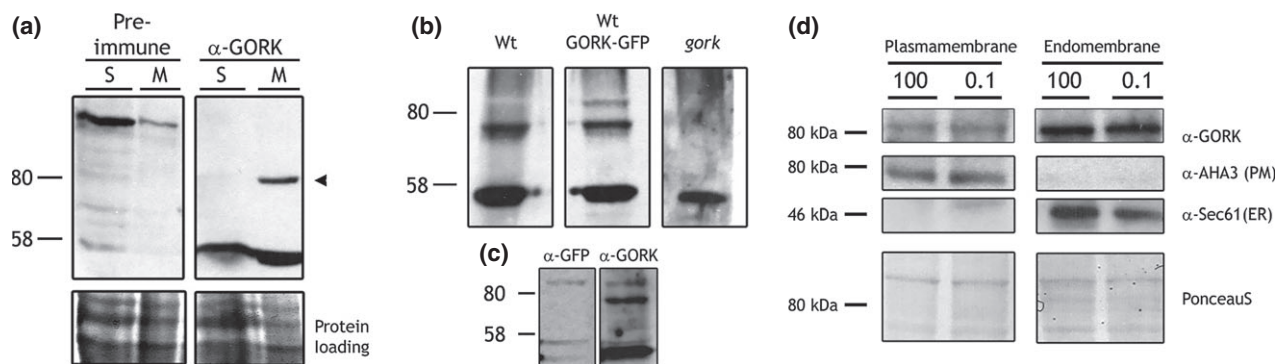 (a)
Pre-
immune
α-GORK
S
M
S
M
80
58
Protein
loading
(b)
Wt
Wt
GORK-GFP
gork
80
58
(c)
α-GFP
α-GORK
80
58
(d)
Plasmamembrane
Endomembrane
100
0.1
100
0.1
80 kDa
α-GORK
80 kDa
α-AHA3 (PM)
46 kDa
α-Sec61(ER)
80 kDa
PonceauS